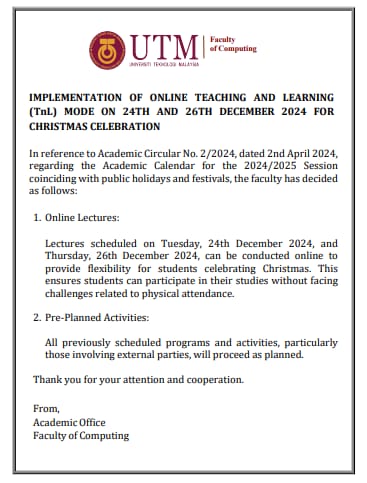 UTM
UNIVERSITI TEKNOLOGI MALAYSIA
Faculty
of Computing
IMPLEMENTATION OF ONLINE TEACHING AND LEARNING
(TnL) MODE ON 24TH AND 26TH DECEMBER 2024 FOR
CHRISTMAS CELEBRATION
In reference to Academic Circular No. 2/2024, dated 2nd April 2024,
regarding the Academic Calendar for the 2024/2025 Session
coinciding with public holidays and festivals, the faculty has decided
as follows:
1. Online Lectures:
Lectures scheduled on Tuesday, 24th December 2024, and
Thursday, 26th December 2024, can be conducted online to
provide flexibility for students celebrating Christmas. This
ensures students can participate in their studies without facing
challenges related to physical attendance.
2. Pre-Planned Activities:
All previously scheduled programs and activities, particularly
those involving external parties, will proceed as planned.
Thank you for your attention and cooperation.
From,
Academic Office
Faculty of Computing